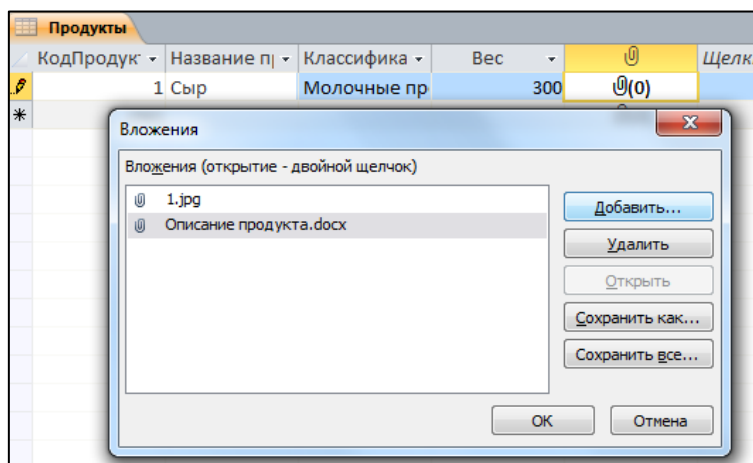 Продукты
КодПродук Название п Классифика Вес Щелк
1 Сыр Молочные пр 300 (0)
Вложения
Вложения (открытие - двойной щелчок)
1.jpg
Описание продукта.docx
Добавить...
Удалить
Открыть
Сохранить как...
Сохранить все...
ОК Отмена